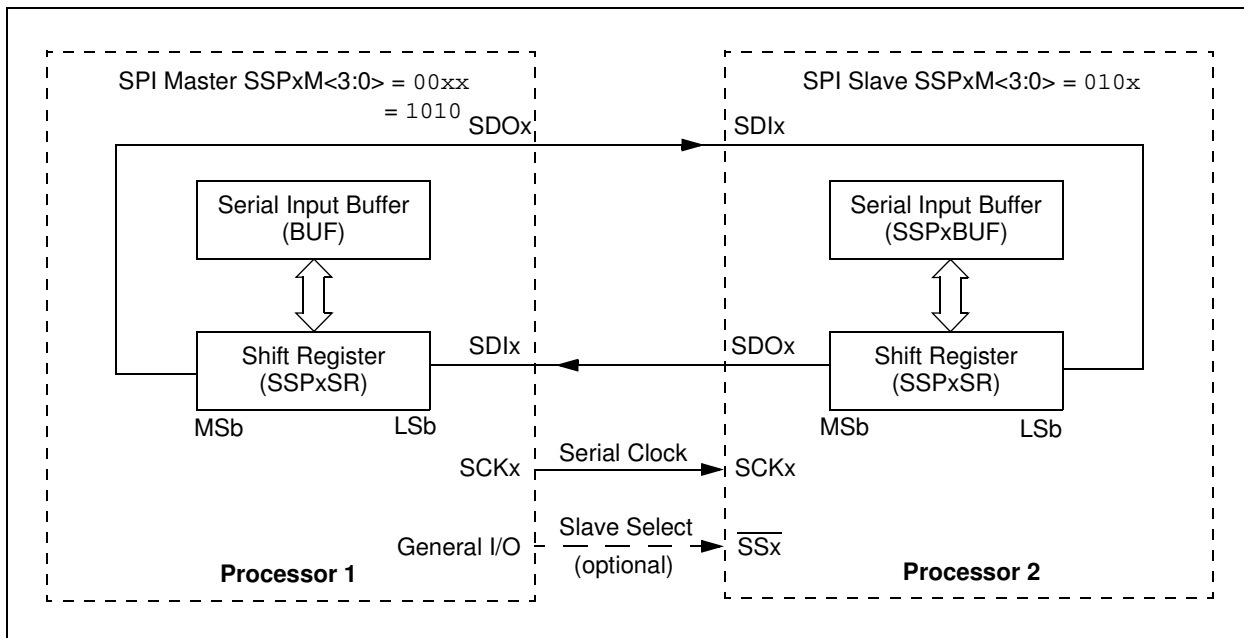 SPI Master SSPxM<3:0> = 00xx
= 1010
SDOx
Serial Input Buffer
(BUF)
Shift Register
(SSPxSR)
MSb
LSb
SDIx
SCKx
General I/O
Processor 1
Serial Clock
Slave Select
(optional)
SPI Slave SSPxM<3:0> = 010x
SDIx
Serial Input Buffer
(SSPxBUF)
SDOx
Shift Register
(SSPxSR)
MSb
LSb
SCKx
S̅S̅x̅
Processor 2